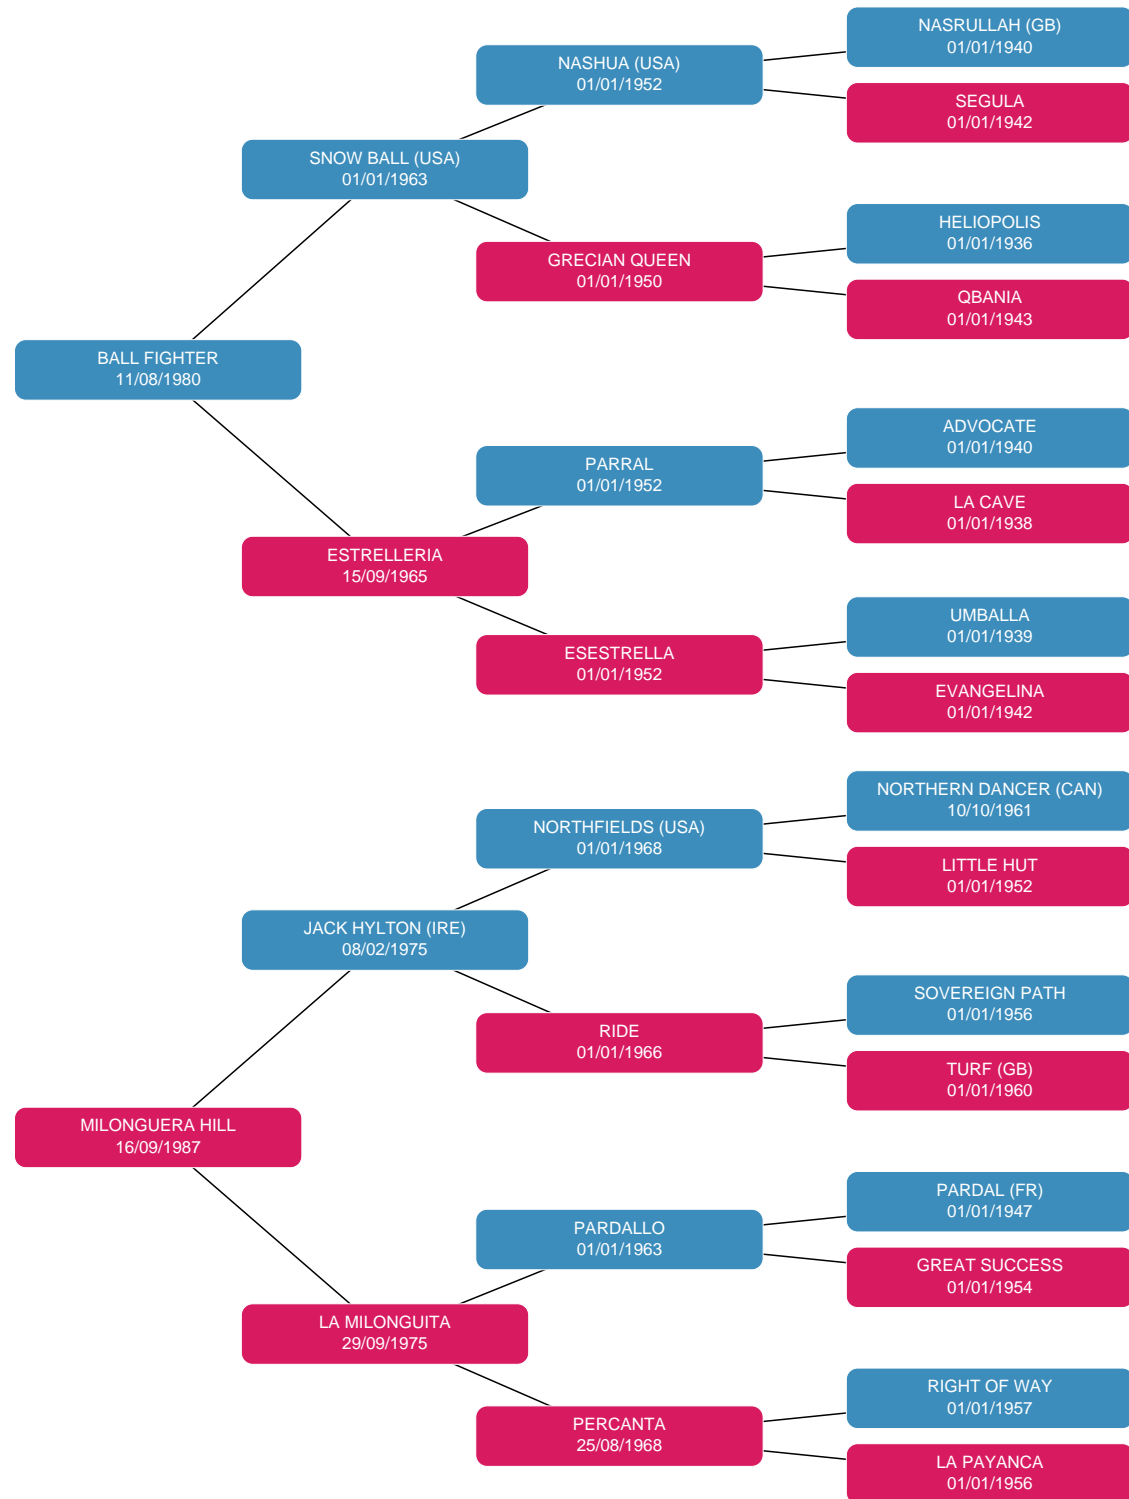 NASRULLAH (GB)
01/01/1940
NASHUA (USA)
01/01/1952
SEGULA
01/01/1942
SNOW BALL (USA)
01/01/1963
HELIOPOLIS
01/01/1936
GRECIAN QUEEN
01/01/1950
QBANIA
01/01/1943
BALL FIGHTER
11/08/1980
ADVOCATE
01/01/1940
PARRAL
01/01/1952
LA CAVE
01/01/1938
ESTRELLERIA
15/09/1965
UMBALLA
01/01/1939
ESESTRELLA
01/01/1952
EVANGELINA
01/01/1942
NORTHERN DANCER (CAN)
10/10/1961
NORTHFIELDS (USA)
01/01/1968
LITTLE HUT
01/01/1952
JACK HYLTON (IRE)
08/02/1975
SOVEREIGN PATH
01/01/1956
RIDE
01/01/1966
TURF (GB)
01/01/1960
MILONGUERA HILL
16/09/1987
PARDAL (FR)
01/01/1947
PARDALLO
01/01/1963
GREAT SUCCESS
01/01/1954
LA MILONGUITA
29/09/1975
RIGHT OF WAY
01/01/1957
PERCANTA
25/08/1968
LA PAYANCA
01/01/1956